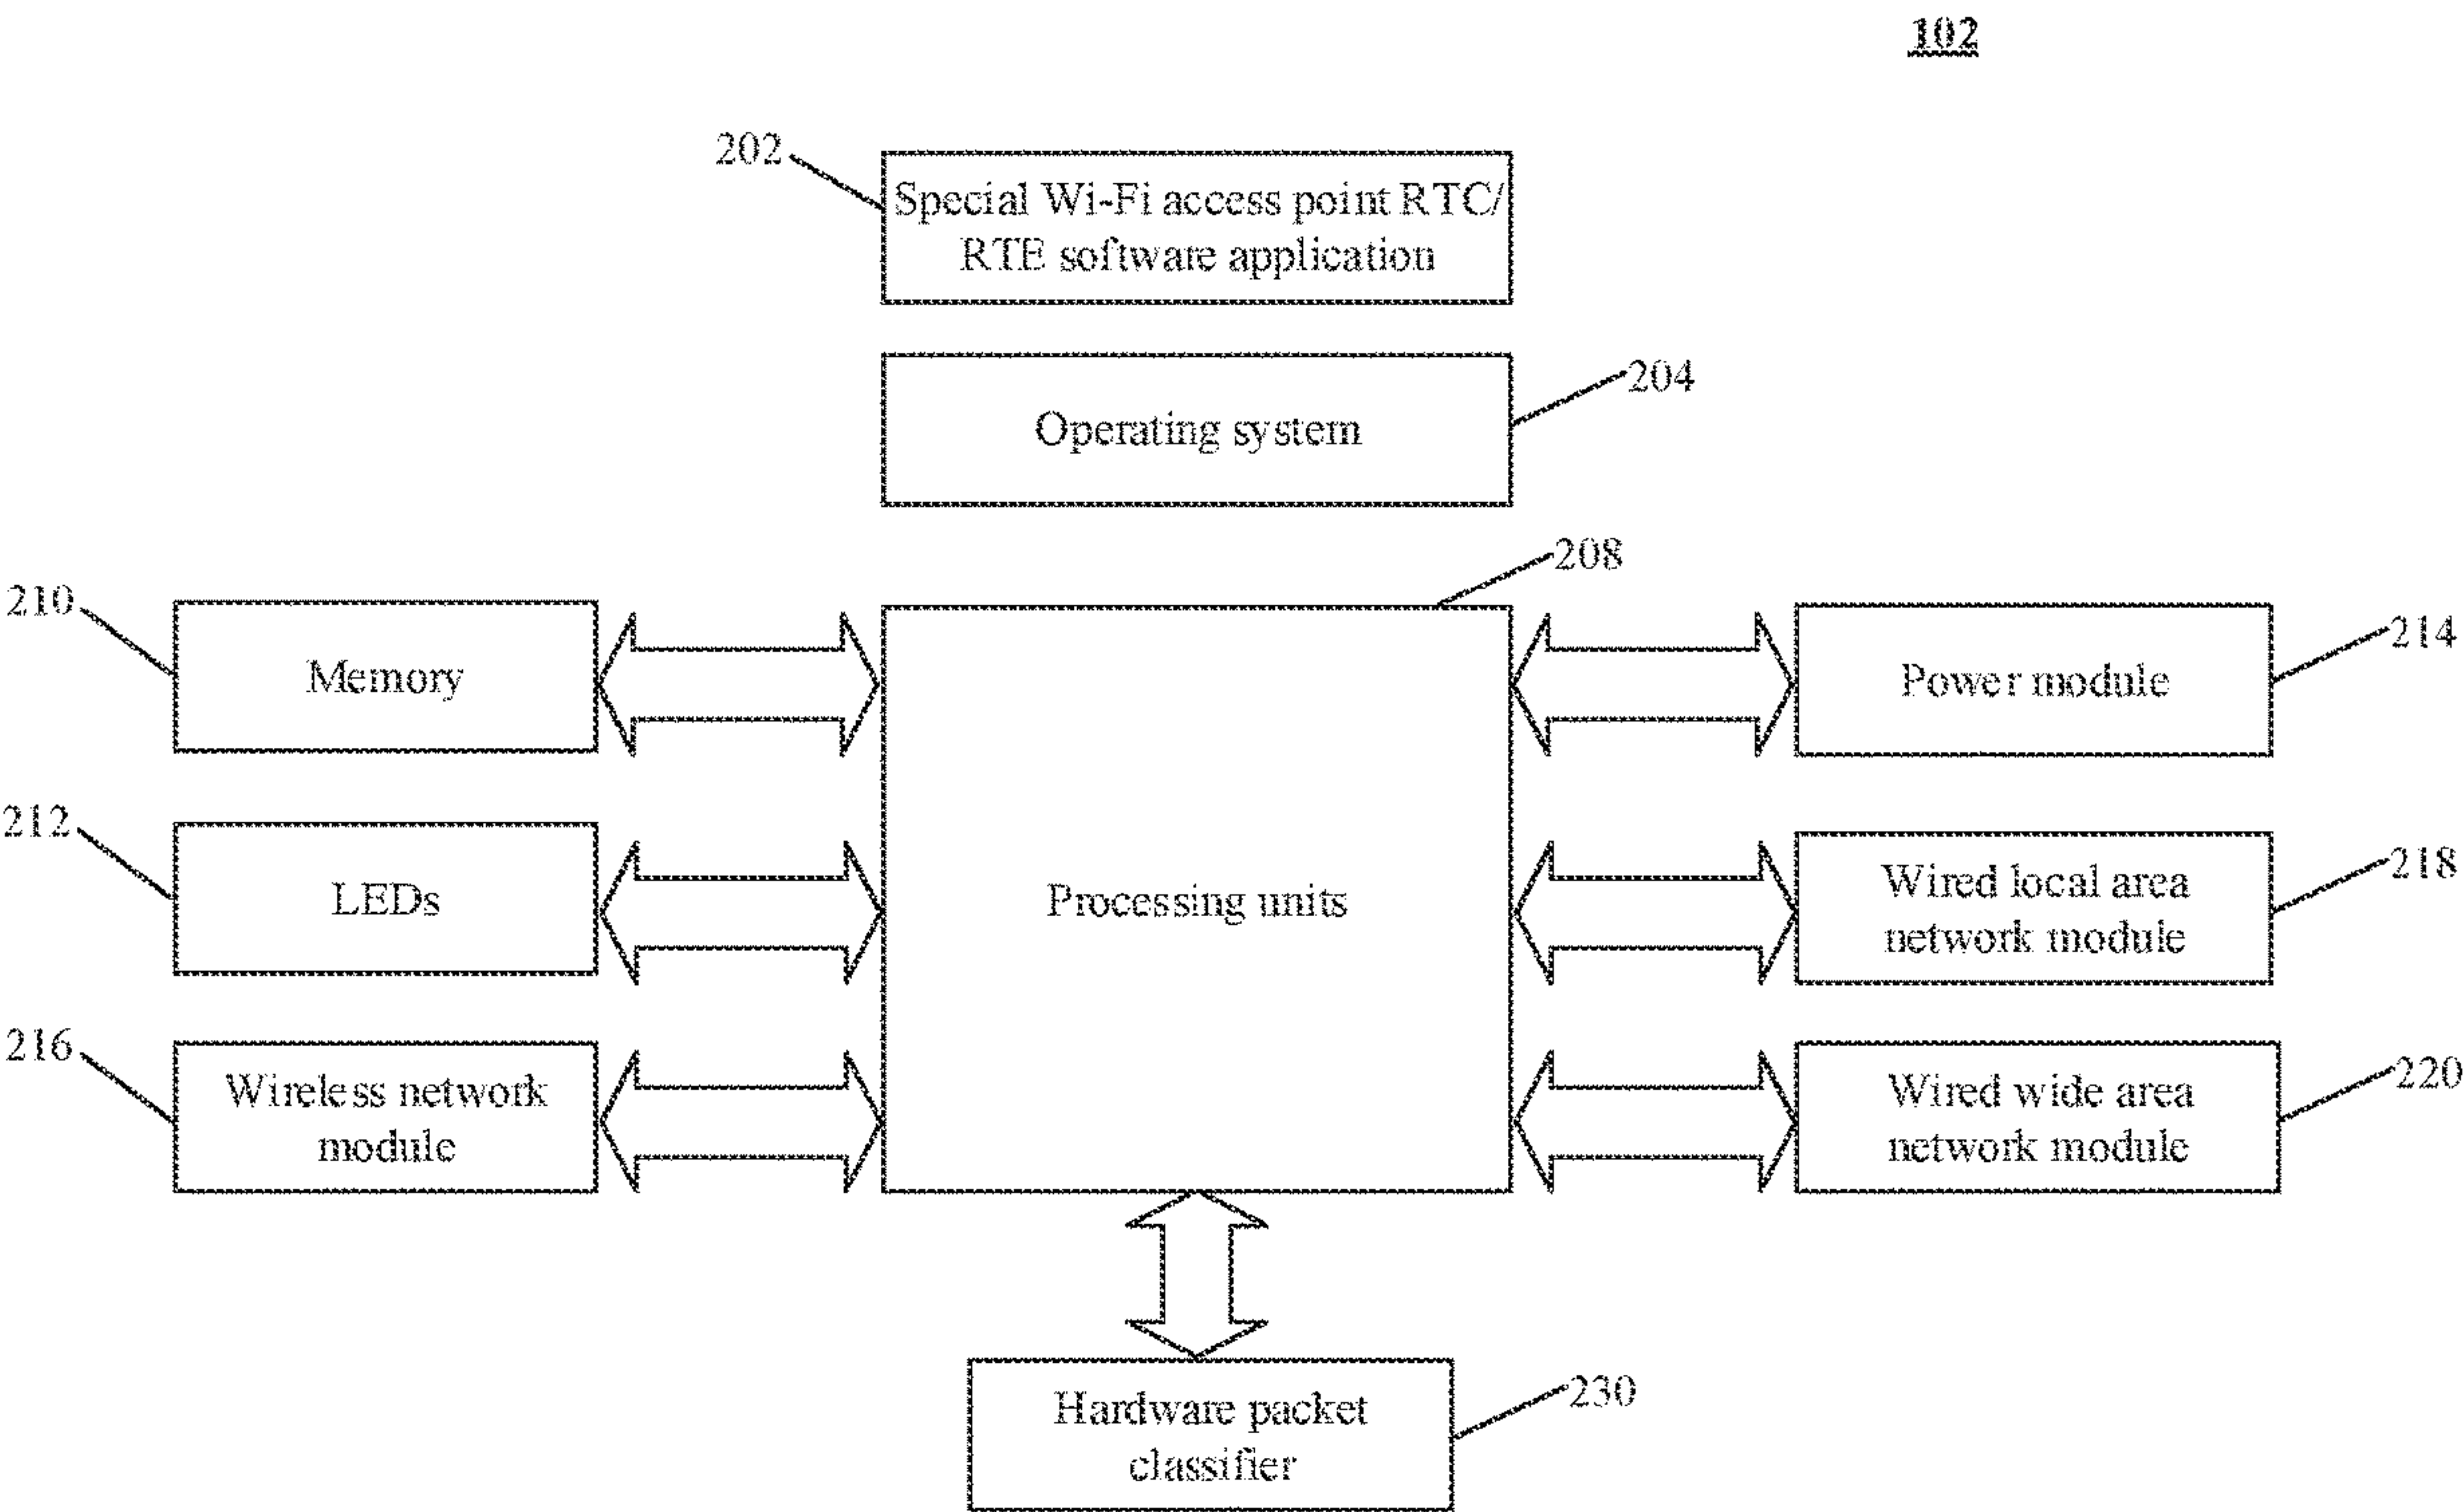 102
202
Special Wi-Fi access point RTC/
RTE software application
204
Operating system
208
210
Memory
Power module
214
212
LEDs
Processing units
Wired local area
network module
218
216
Wireless network
module
Wired wide area
network module
220
Hardware packet
classifier
230